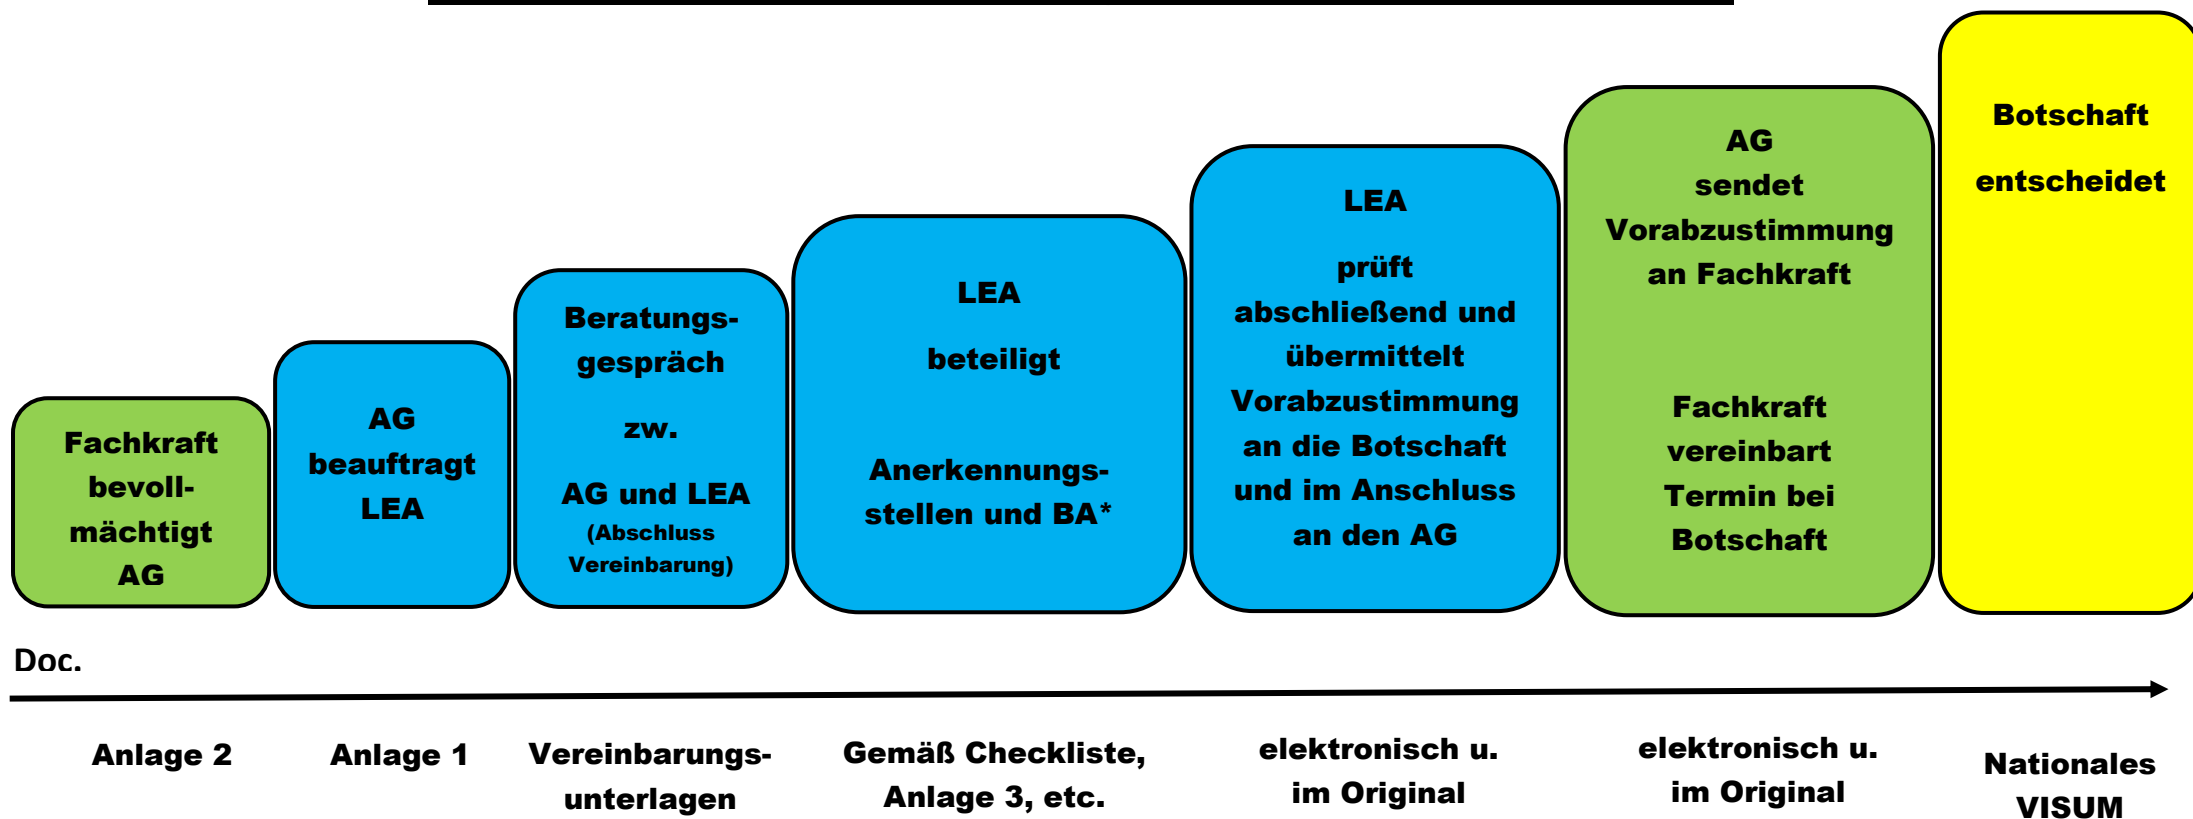 Fachkraft
bevoll-
mächtigt
AG
AG
beauftragt
LEA
Beratungs-
gespräch
zw.
AG und LEA
(Abschluss
Vereinbarung)
LEA
beteiligt
Anerkennungs-
stellen und BA*
LEA
prüft
abschließend und
übermittelt
Vorabzustimmung
an die Botschaft
und im Anschluss
an den AG
AG
sendet
Vorabzustimmung
an Fachkraft
Fachkraft
vereinbart
Termin bei
Botschaft
Botschaft
entscheidet
Doc.
Anlage 2
Anlage 1
Vereinbarungs-
unterlagen
Gemäß Checkliste,
Anlage 3, etc.
elektronisch u.
im Original
elektronisch u.
im Original
Nationales
VISUM